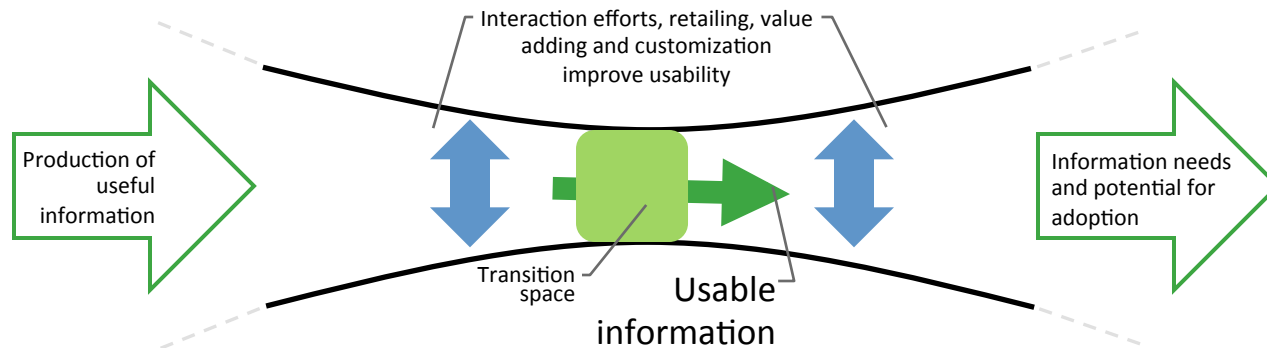 Interaction efforts, retailing, value
adding and customization
improve usability
Production of
useful
information
Information needs
and potential for
adoption
Transition
space
Usable
information